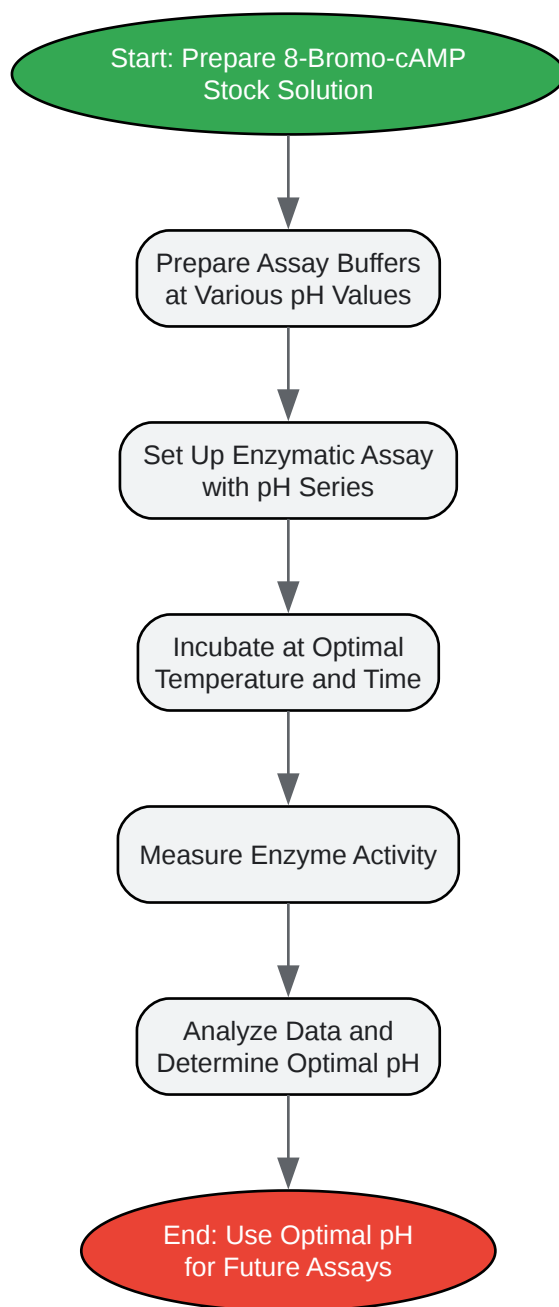 Start: Prepare 8-Bromo-cAMP
Stock Solution
Prepare Assay Buffers
at Various pH Values
Set Up Enzymatic Assay
with pH Series
Incubate at Optimal
Temperature and Time
Measure Enzyme Activity
Analyze Data and
Determine Optimal pH
End: Use Optimal pH
for Future Assays